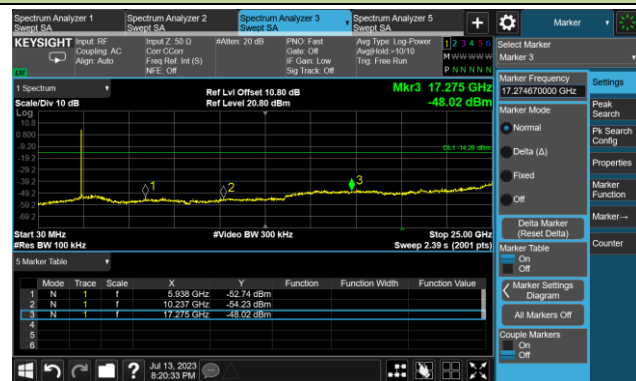 Spectrum Analyzer 1
Swept SA
Spectrum Analyzer 2
Swept SA
Spectrum Analyzer 3
Swept SA
Spectrum Analyzer 5
Swept SA
Marker
KEYSIGHT
Input: RF
Coupling: AC
Align: Auto
Input Z: 50 Ω
Corr CCorr
Freq Ref: Int (S)
NFE: Off
#Atten: 20 dB
PNO: Fast
Gate: Off
IF Gain: Low
Sig Track: Off
Avg Type: Log-Power
Avg|Hold:>10/10
Trig: Free Run
1 2 3 4 5 6
M W W W W W
P N N N N N
LW
Select Marker
Marker 3
1 Spectrum
Scale/Div 10 dB
Ref Lvl Offset 10.80 dB
Ref Level 20.80 dBm
Mkr3 17.275 GHz
-48.02 dBm
Log
10.8
0.800
-9.20
-19.2
-29.2
-39.2
-49.2
-59.2
-69.2
DL1 -14.26 dBm
1
2
3
Start 30 MHz
#Res BW 100 kHz
#Video BW 300 kHz
Stop 25.00 GHz
Sweep 2.39 s (2001 pts)
5 Marker Table
Mode Trace Scale X Y Function Function Width Function Value
1 N 1 f 5.938 GHz -52.74 dBm
2 N 1 f 10.237 GHz -54.23 dBm
3 N 1 f 17.275 GHz -48.02 dBm
4
5
6
Marker Frequency
17.274670000 GHz
Marker Mode
Normal
Delta (Δ)
Fixed
Off
Delta Marker
(Reset Delta)
Marker Table
On
Off
Marker Settings
Diagram
All Markers Off
Couple Markers
On
Off
Settings
Peak
Search
Pk Search
Config
Properties
Marker
Function
Marker→
Counter
?
Jul 13, 2023
8:20:33 PM